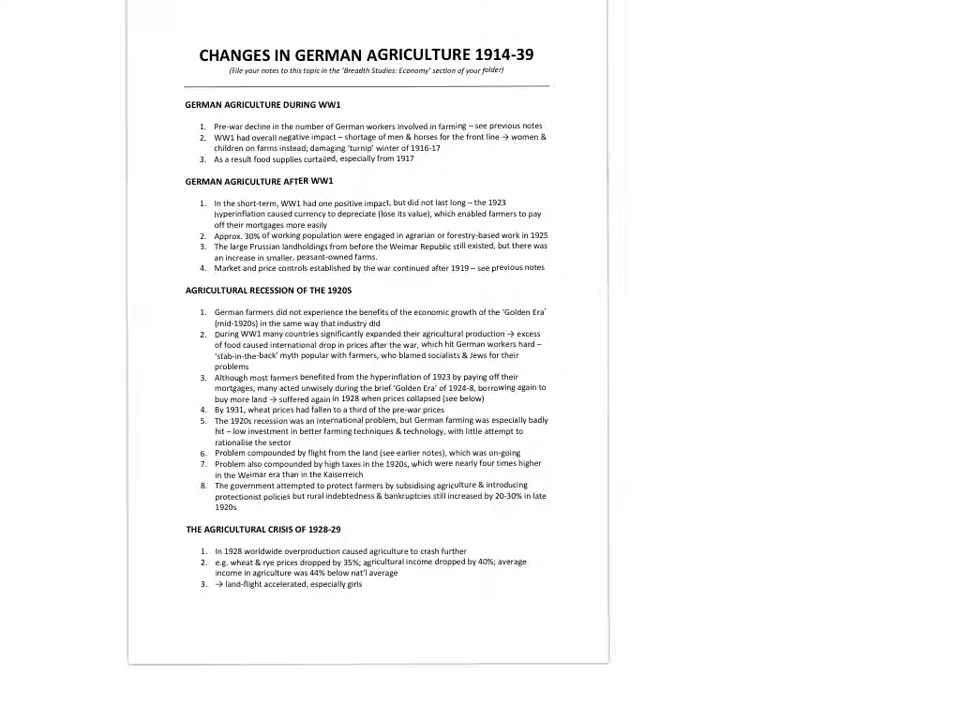 CHANGES IN GERMAN AGRICULTURE 1914-39
(File your notes to this topic in the 'Breadth Studies: Economy' section of your folder)
GERMAN AGRICULTURE DURING WW1
1. Pre-war decline in the number of German workers involved in farming – see previous notes
2. WW1 had overall negative impact – shortage of men & horses for the front line → women &
children on farms instead; damaging 'turnip' winter of 1916-17
3. As a result food supplies curtailed, especially from 1917
GERMAN AGRICULTURE AFTER WW1
1. In the short-term, WW1 had one positive impact, but did not last long – the 1923
hyperinflation caused currency to depreciate (lose its value), which enabled farmers to pay
off their mortgages more easily
2. Approx. 30% of working population were engaged in agrarian or forestry-based work in 1925
3. The large Prussian landholdings from before the Weimar Republic still existed, but there was
an increase in smaller, peasant-owned farms.
4. Market and price controls established by the war continued after 1919 – see previous notes
AGRICULTURAL RECESSION OF THE 1920S
1. German farmers did not experience the benefits of the economic growth of the 'Golden Era'
(mid-1920s) in the same way that industry did
2. During WW1 many countries significantly expanded their agricultural production → excess
of food caused international drop in prices after the war, which hit German workers hard –
'stab-in-the-back' myth popular with farmers, who blamed socialists & Jews for their
problems
3. Although most farmers benefited from the hyperinflation of 1923 by paying off their
mortgages, many acted unwisely during the brief 'Golden Era' of 1924-8, borrowing again to
buy more land → suffered again in 1928 when prices collapsed (see below)
4. By 1931, wheat prices had fallen to a third of the pre-war prices
5. The 1920s recession was an international problem, but German farming was especially badly
hit – low investment in better farming techniques & technology, with little attempt to
rationalise the sector
6. Problem compounded by flight from the land (see earlier notes), which was on-going
7. Problem also compounded by high taxes in the 1920s, which were nearly four times higher
in the Weimar era than in the Kaiserreich
8. The government attempted to protect farmers by subsidising agriculture & introducing
protectionist policies but rural indebtedness & bankruptcies still increased by 20-30% in late
1920s
THE AGRICULTURAL CRISIS OF 1928-29
1. In 1928 worldwide overproduction caused agriculture to crash further
2. e.g. wheat & rye prices dropped by 35%; agricultural income dropped by 40%; average
income in agriculture was 44% below nat'l average
3. → land-flight accelerated, especially girls